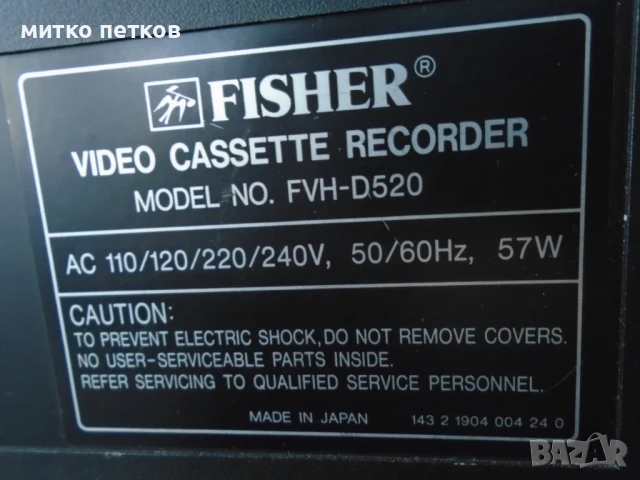 митко петков
FISHER®
VIDEO CASSETTE RECORDER
MODEL NO. FVH-D520
AC 110/120/220/240V, 50/60Hz, 57W
CAUTION:
TO PREVENT ELECTRIC SHOCK, DO NOT REMOVE COVERS.
NO USER-SERVICEABLE PARTS INSIDE.
REFER SERVICING TO QUALIFIED SERVICE PERSONNEL.
MADE IN JAPAN 143 2 1904 004 24 0
BAZAR